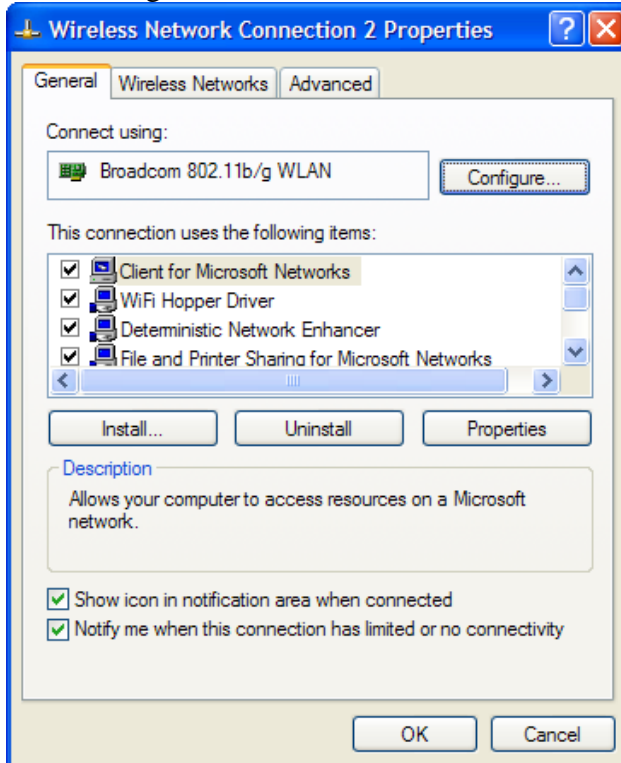 Wireless Network Connection 2 Properties
General Wireless Networks Advanced
Connect using:
Broadcom 802.11b/g WLAN Configure...
This connection uses the following items:
Client for Microsoft Networks
WiFi Hopper Driver
Deterministic Network Enhancer
File and Printer Sharing for Microsoft Networks
Install... Uninstall Properties
Description
Allows your computer to access resources on a Microsoft
network.
Show icon in notification area when connected
Notify me when this connection has limited or no connectivity
OK Cancel